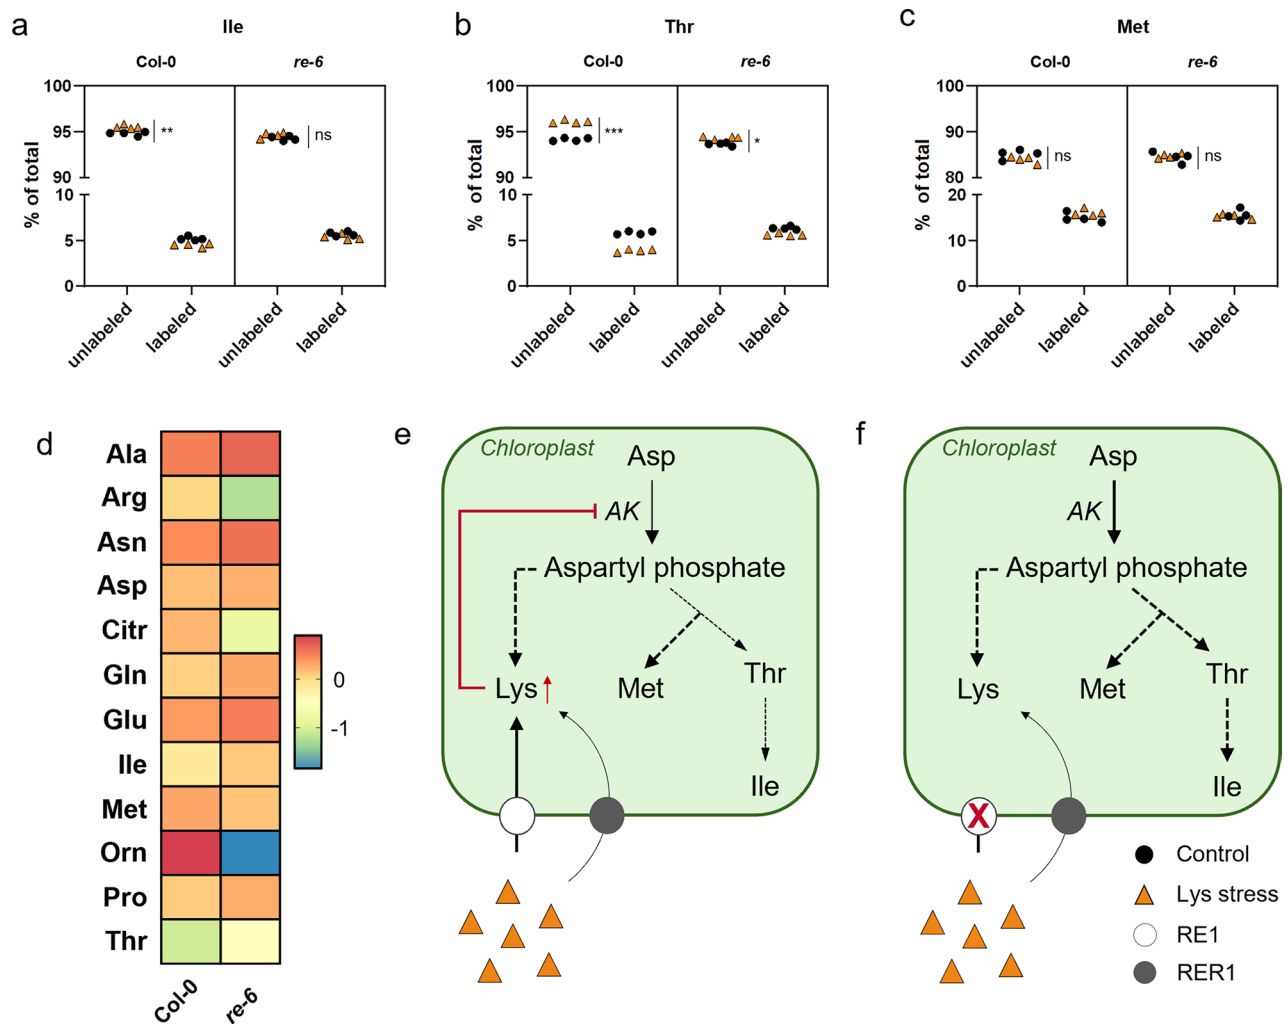 a
Ile
Col-0
re-6
% of total
100
95
90
10
5
0
**
ns
unlabeled
labeled
unlabeled
labeled
b
Thr
Col-0
re-6
% of total
100
95
90
10
5
0
***
*
unlabeled
labeled
unlabeled
labeled
c
Met
Col-0
re-6
% of total
100
90
80
20
10
0
ns
ns
unlabeled
labeled
unlabeled
labeled
d
Ala
Arg
Asn
Asp
Citr
Gln
Glu
Ile
Met
Orn
Pro
Thr
Col-0
re-6
0
-1
e
Chloroplast
Asp
AK
Aspartyl phosphate
Lys
Met
Thr
Ile
f
Chloroplast
Asp
AK
Aspartyl phosphate
Lys
Met
Thr
Ile
X
Control
Lys stress
RE1
RER1